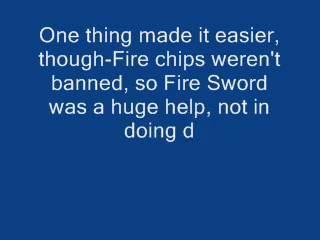 One thing made it easier,
though-Fire chips weren't
banned, so Fire Sword
was a huge help, not in
doing d